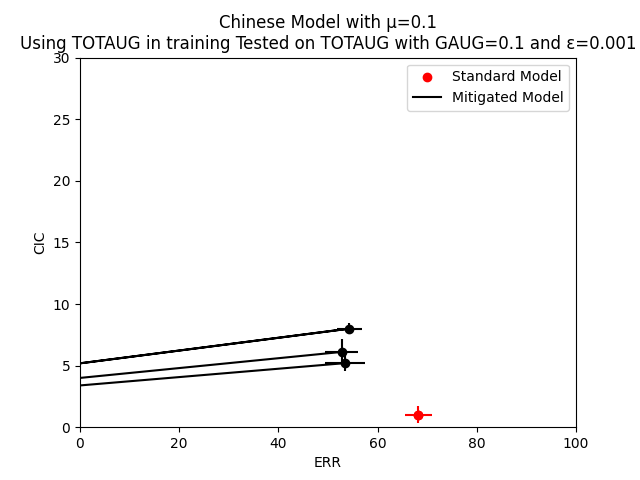 Chinese Model with μ=0.1
Using TOTAUG in training Tested on TOTAUG with GAUG=0.1 and ε=0.001
Standard Model
Mitigated Model
30
25
20
15
10
5
0
CIC
0 20 40 60 80 100
ERR